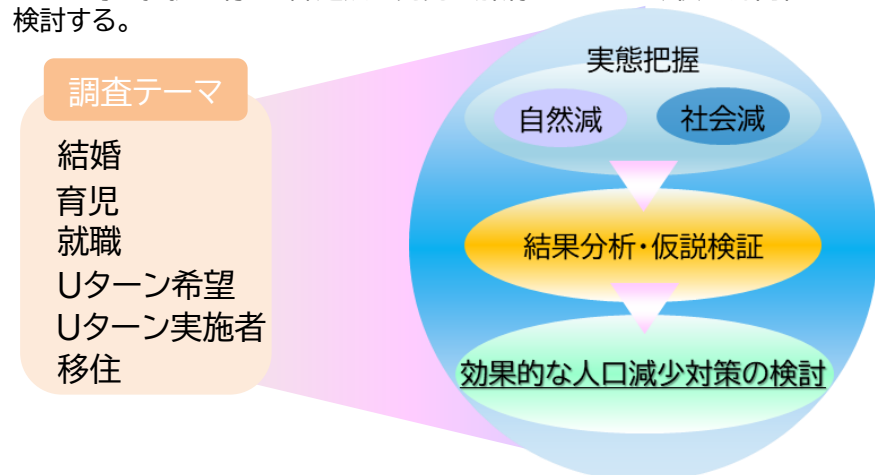 検討する。
調査テーマ
結婚
育児
就職
Uターン希望
Uターン実施者
移住
実態把握
自然減
社会減
結果分析・仮説検証
効果的な人口減少対策の検討